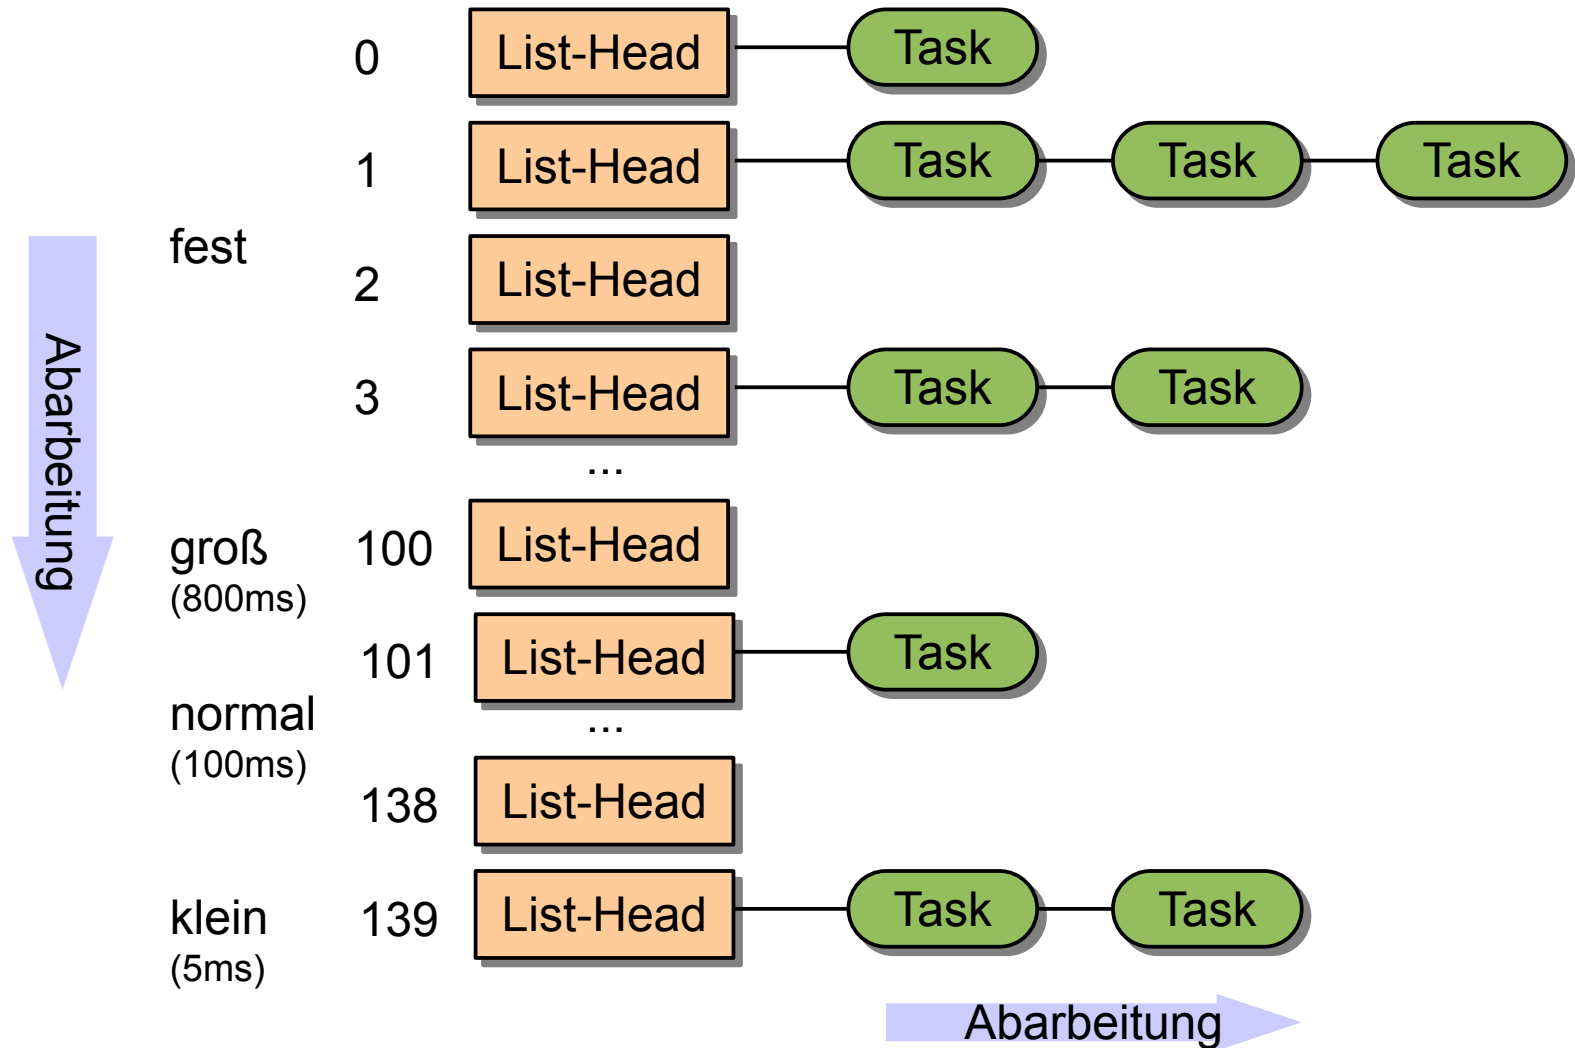 0 List-Head Task
1 List-Head Task Task Task
fest
2 List-Head
3 List-Head Task Task
...
Abarbeitung
groß 100 List-Head
(800ms)
101 List-Head Task
normal ...
(100ms)
138 List-Head
klein 139 List-Head Task Task
(5ms)
Abarbeitung